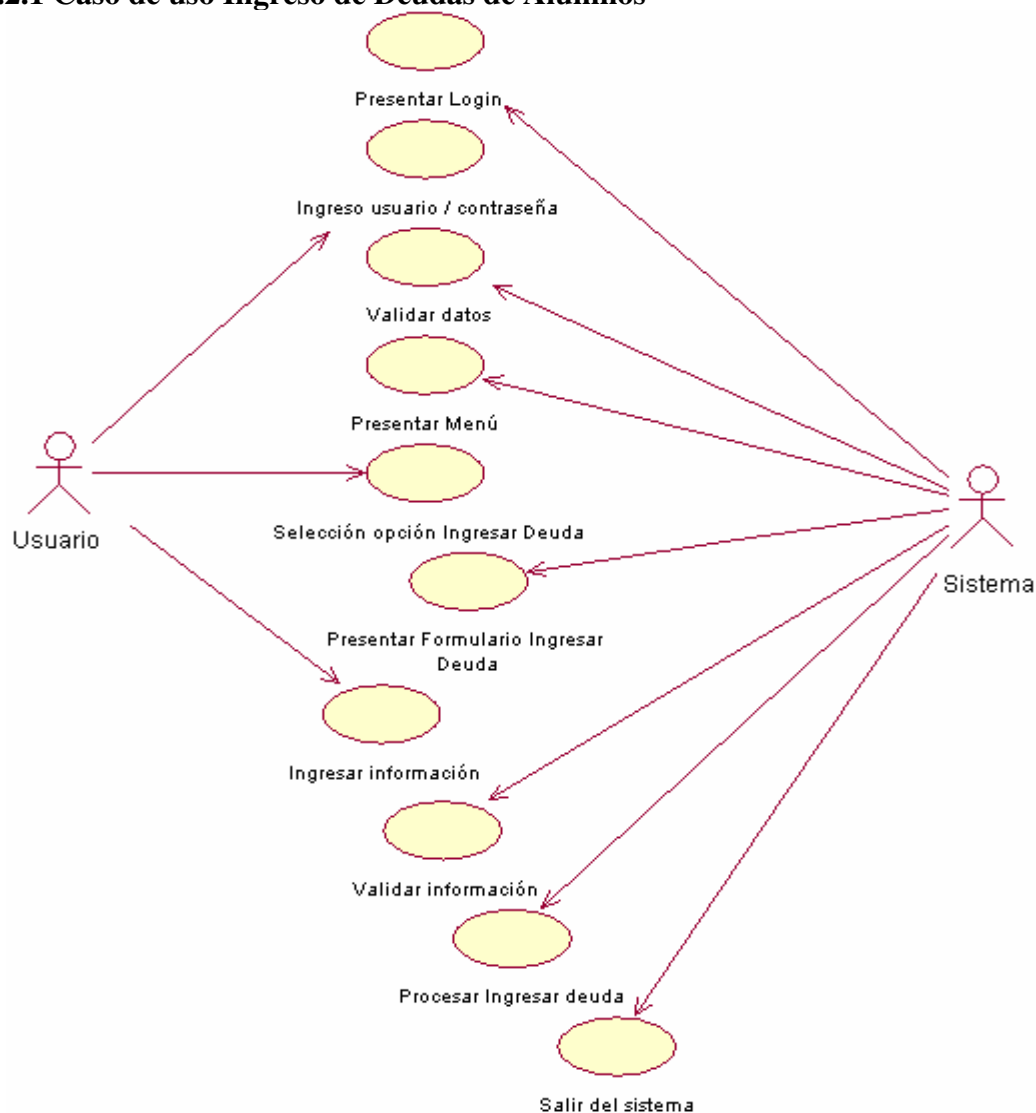 .2.1 Caso de uso Ingreso de Deudas de Alumnos
Presentar Login
Ingreso usuario / contraseña
Validar datos
Presentar Menú
Usuario
Selección opción Ingresar Deuda
Sistema
Presentar Formulario Ingresar
Deuda
Ingresar información
Validar información
Procesar Ingresar deuda
Salir del sistema